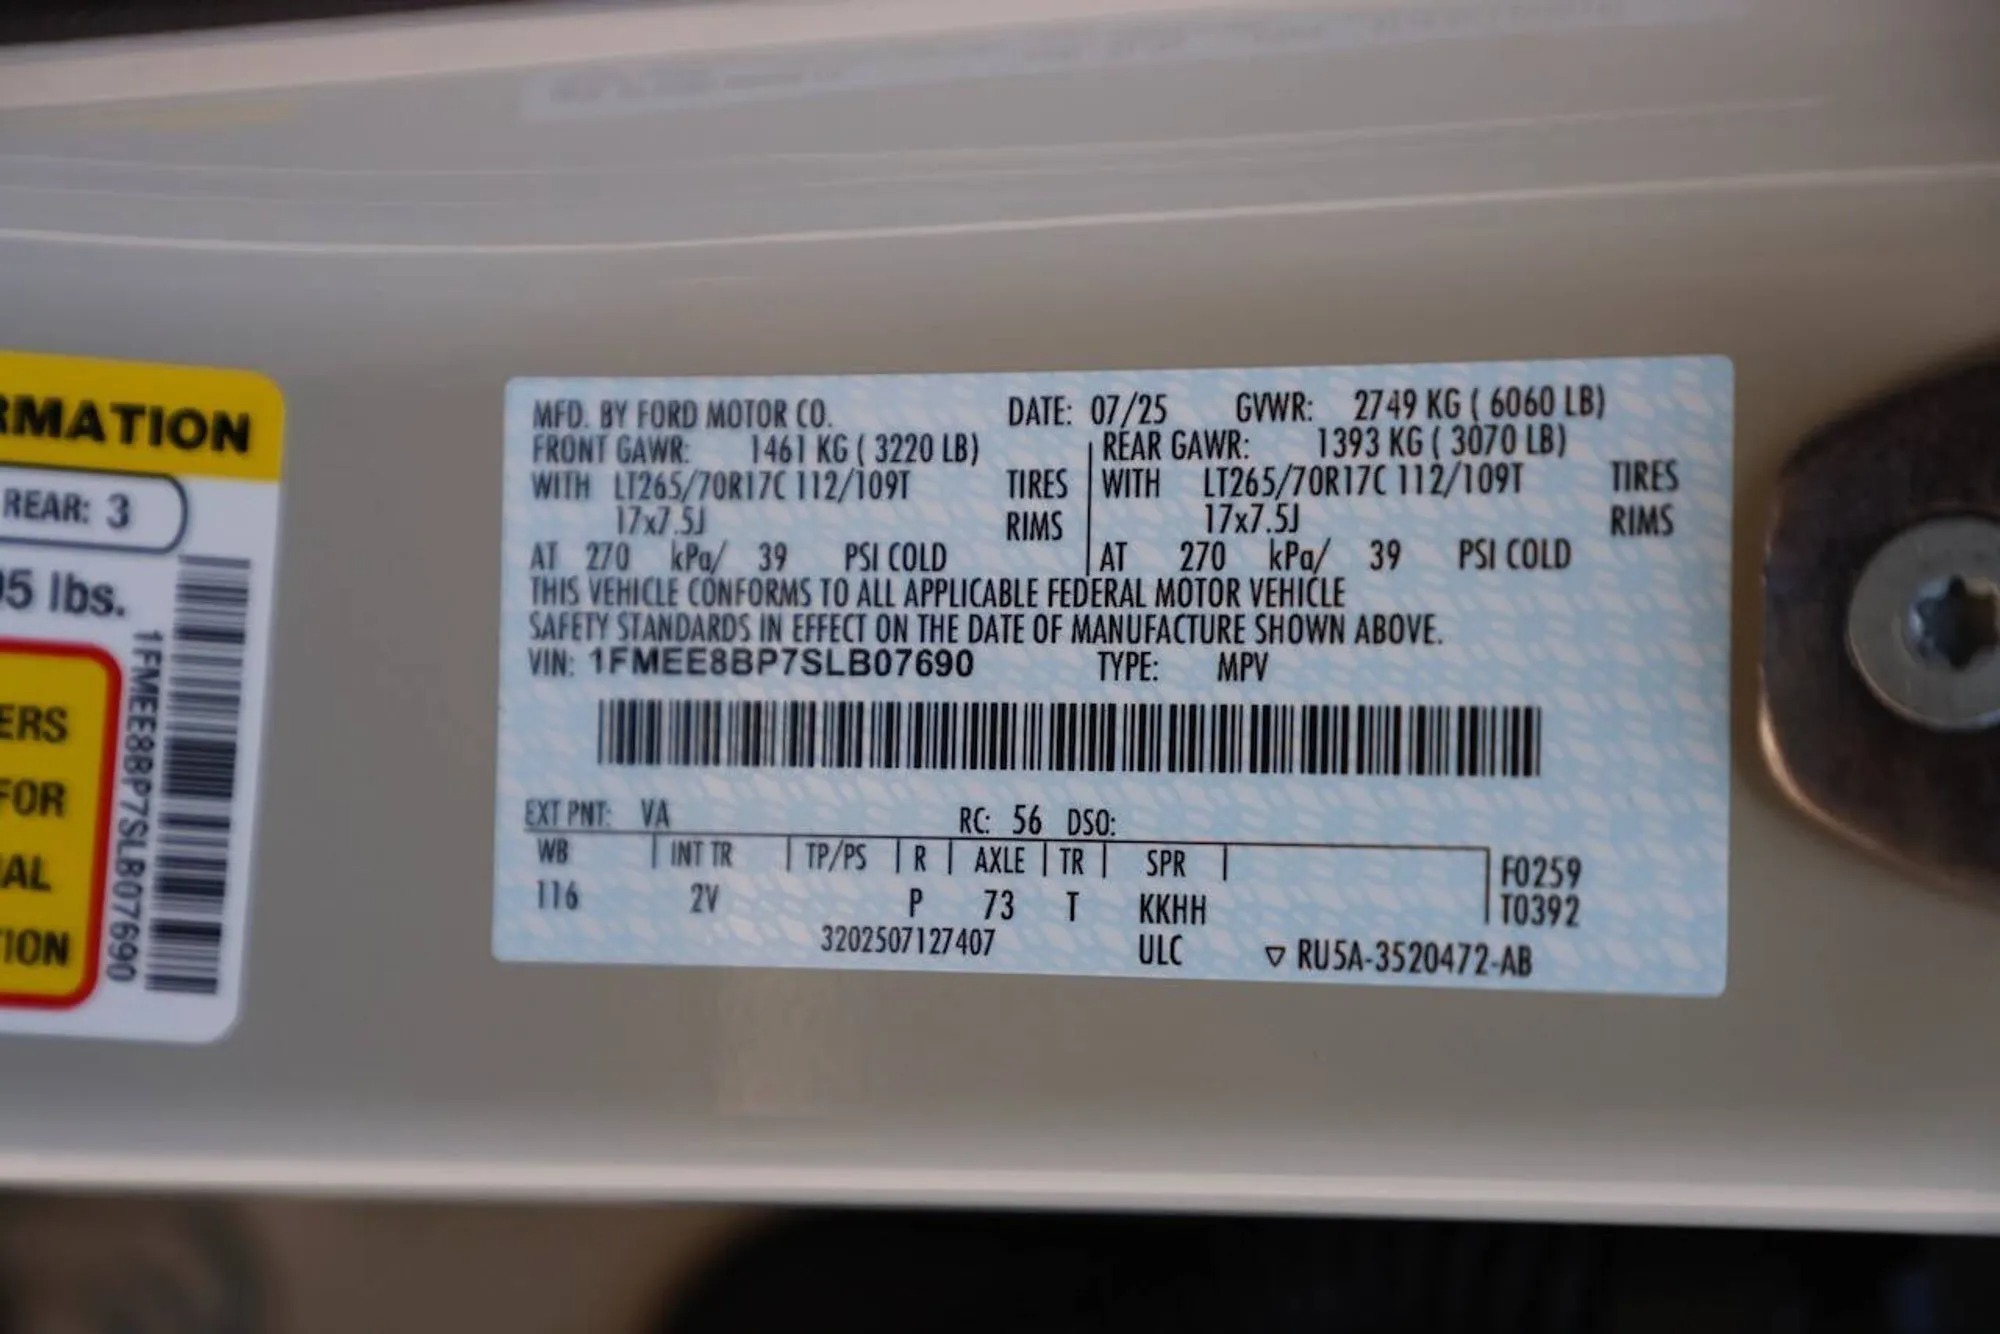 RMATION
REAR: 3
95 lbs.
ERS
FOR
AL
TION
1FMEE8BP7SLB07690
MFD. BY FORD MOTOR CO. DATE: 07/25 GVWR: 2749 KG ( 6060 LB)
FRONT GAWR: 1461 KG ( 3220 LB) REAR GAWR: 1393 KG ( 3070 LB)
WITH LT265/70R17C 112/109T TIRES WITH LT265/70R17C 112/109T TIRES
17x7.5J RIMS 17x7.5J RIMS
AT 270 kPa/ 39 PSI COLD AT 270 kPa/ 39 PSI COLD
THIS VEHICLE CONFORMS TO ALL APPLICABLE FEDERAL MOTOR VEHICLE
SAFETY STANDARDS IN EFFECT ON THE DATE OF MANUFACTURE SHOWN ABOVE.
VIN: 1FMEE8BP7SLB07690 TYPE: MPV
EXT PNT: VA RC: 56 DSO:
WB INT TR TP/PS R AXLE TR SPR F0259
116 2V P 73 T KKHH T0392
3202507127407 ULC ▽ RU5A-3520472-AB